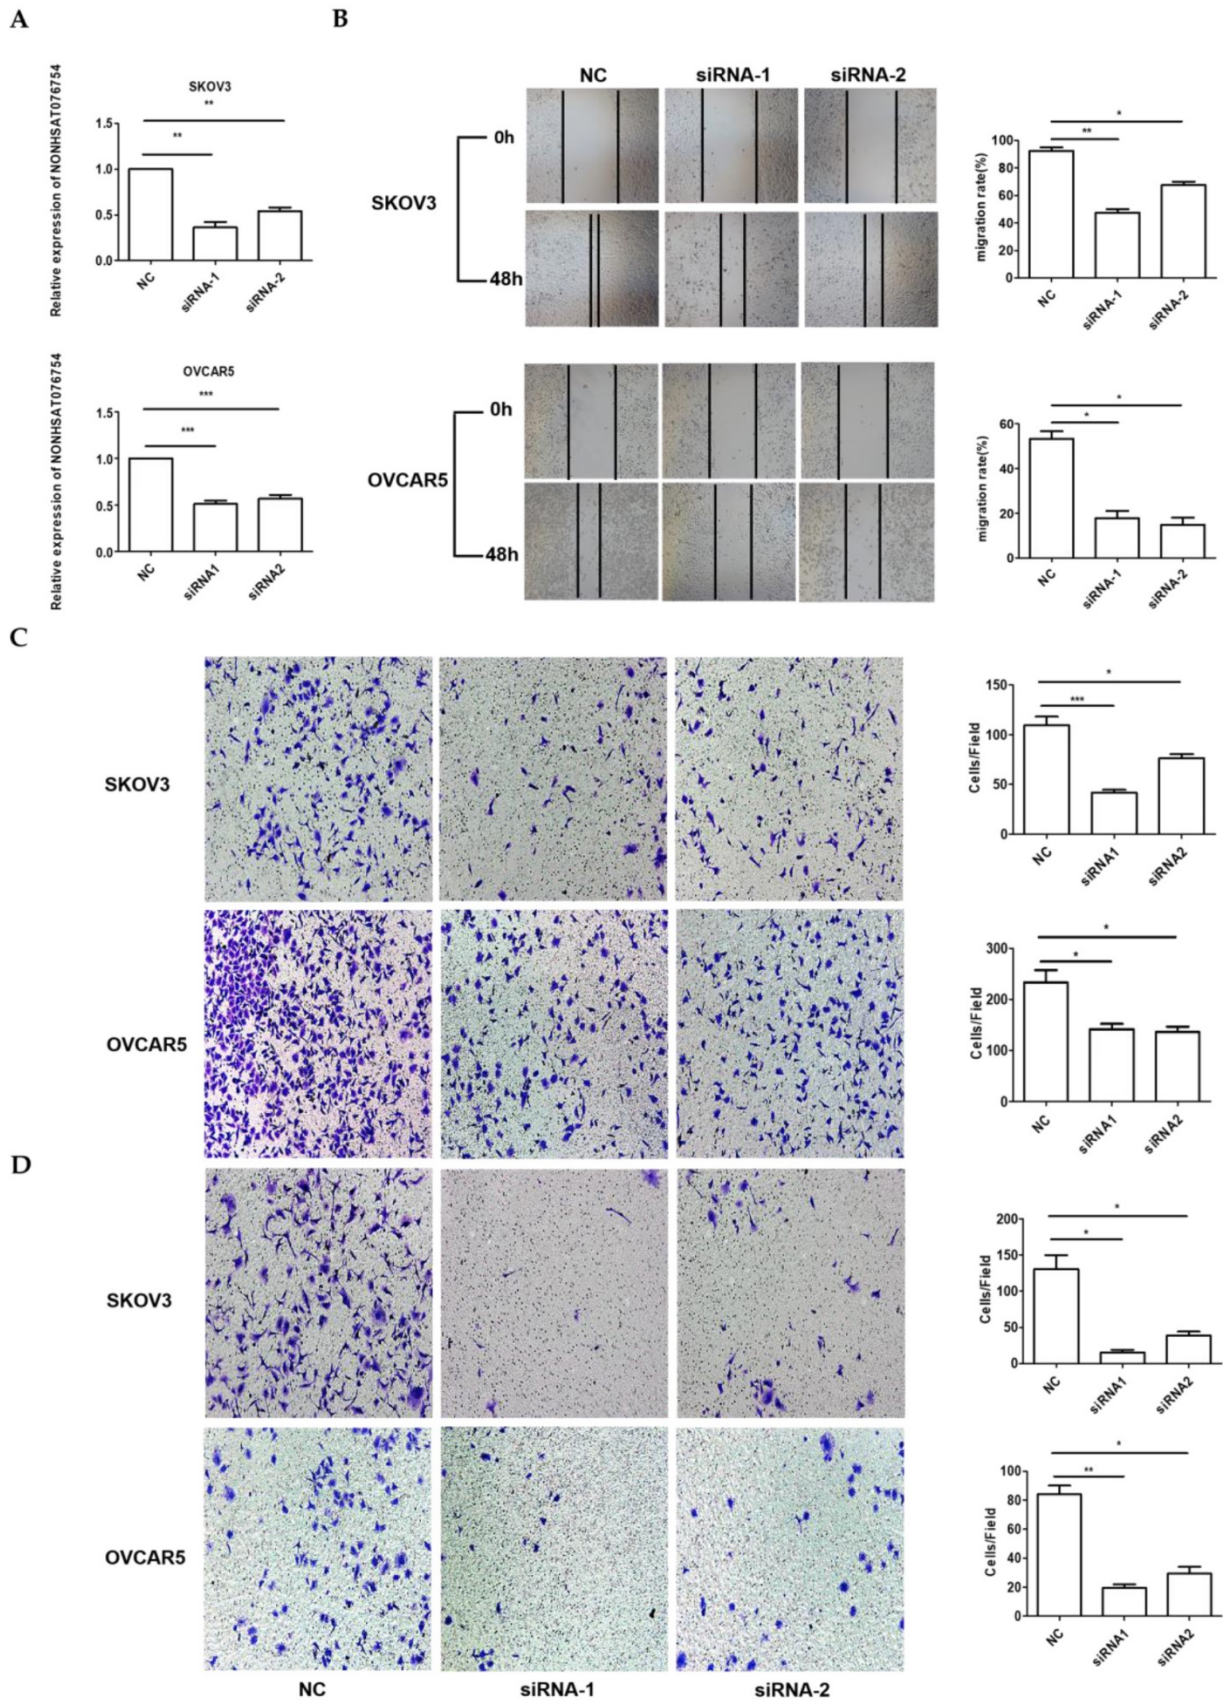 A
B
SKOV3
**
**
Relative expression of NONHSAT076754
1.5
1.0
0.5
0.0
NC
siRNA-1
siRNA-2
NC
siRNA-1
siRNA-2
SKOV3
0h
48h
*
**
migration rate(%)
100
80
60
40
20
0
NC
siRNA-1
siRNA-2
OVCAR5
***
***
Relative expression of NONHSAT076754
1.5
1.0
0.5
0.0
NC
siRNA1
siRNA2
OVCAR5
0h
48h
*
*
migration rate(%)
60
40
20
0
NC
siRNA-1
siRNA-2
C
SKOV3
*
***
Cells/Field
150
100
50
0
NC
siRNA1
siRNA2
OVCAR5
*
*
Cells/Field
300
200
100
0
NC
siRNA1
siRNA2
D
SKOV3
*
*
Cells/Field
200
150
100
50
0
NC
siRNA1
siRNA2
OVCAR5
*
**
Cells/Field
100
80
60
40
20
0
NC
siRNA1
siRNA2
NC
siRNA-1
siRNA-2